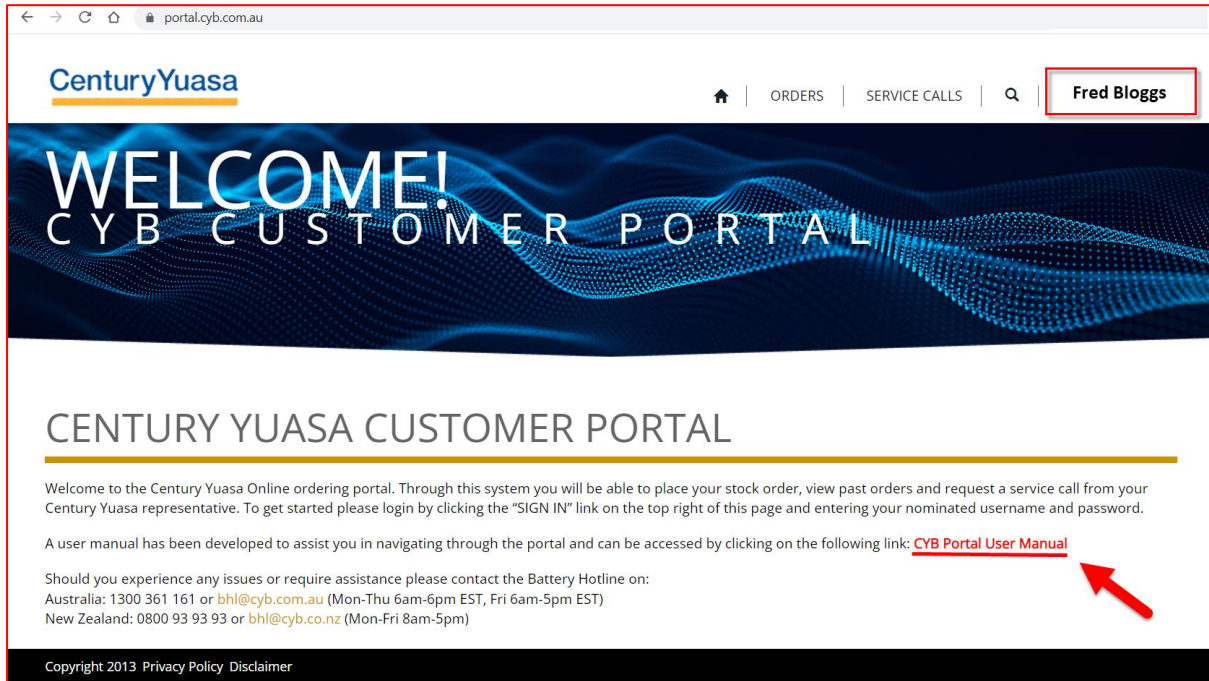 portal.cyb.com.au
CenturyYuasa
ORDERS | SERVICE CALLS | | Fred Bloggs
WELCOME!
CYB CUSTOMER PORTAL
CENTURY YUASA CUSTOMER PORTAL
Welcome to the Century Yuasa Online ordering portal. Through this system you will be able to place your stock order, view past orders and request a service call from your
Century Yuasa representative. To get started please login by clicking the “SIGN IN” link on the top right of this page and entering your nominated username and password.
A user manual has been developed to assist you in navigating through the portal and can be accessed by clicking on the following link: CYB Portal User Manual
Should you experience any issues or require assistance please contact the Battery Hotline on:
Australia: 1300 361 161 or bhl@cyb.com.au (Mon-Thu 6am-6pm EST, Fri 6am-5pm EST)
New Zealand: 0800 93 93 93 or bhl@cyb.co.nz (Mon-Fri 8am-5pm)
Copyright 2013 Privacy Policy Disclaimer